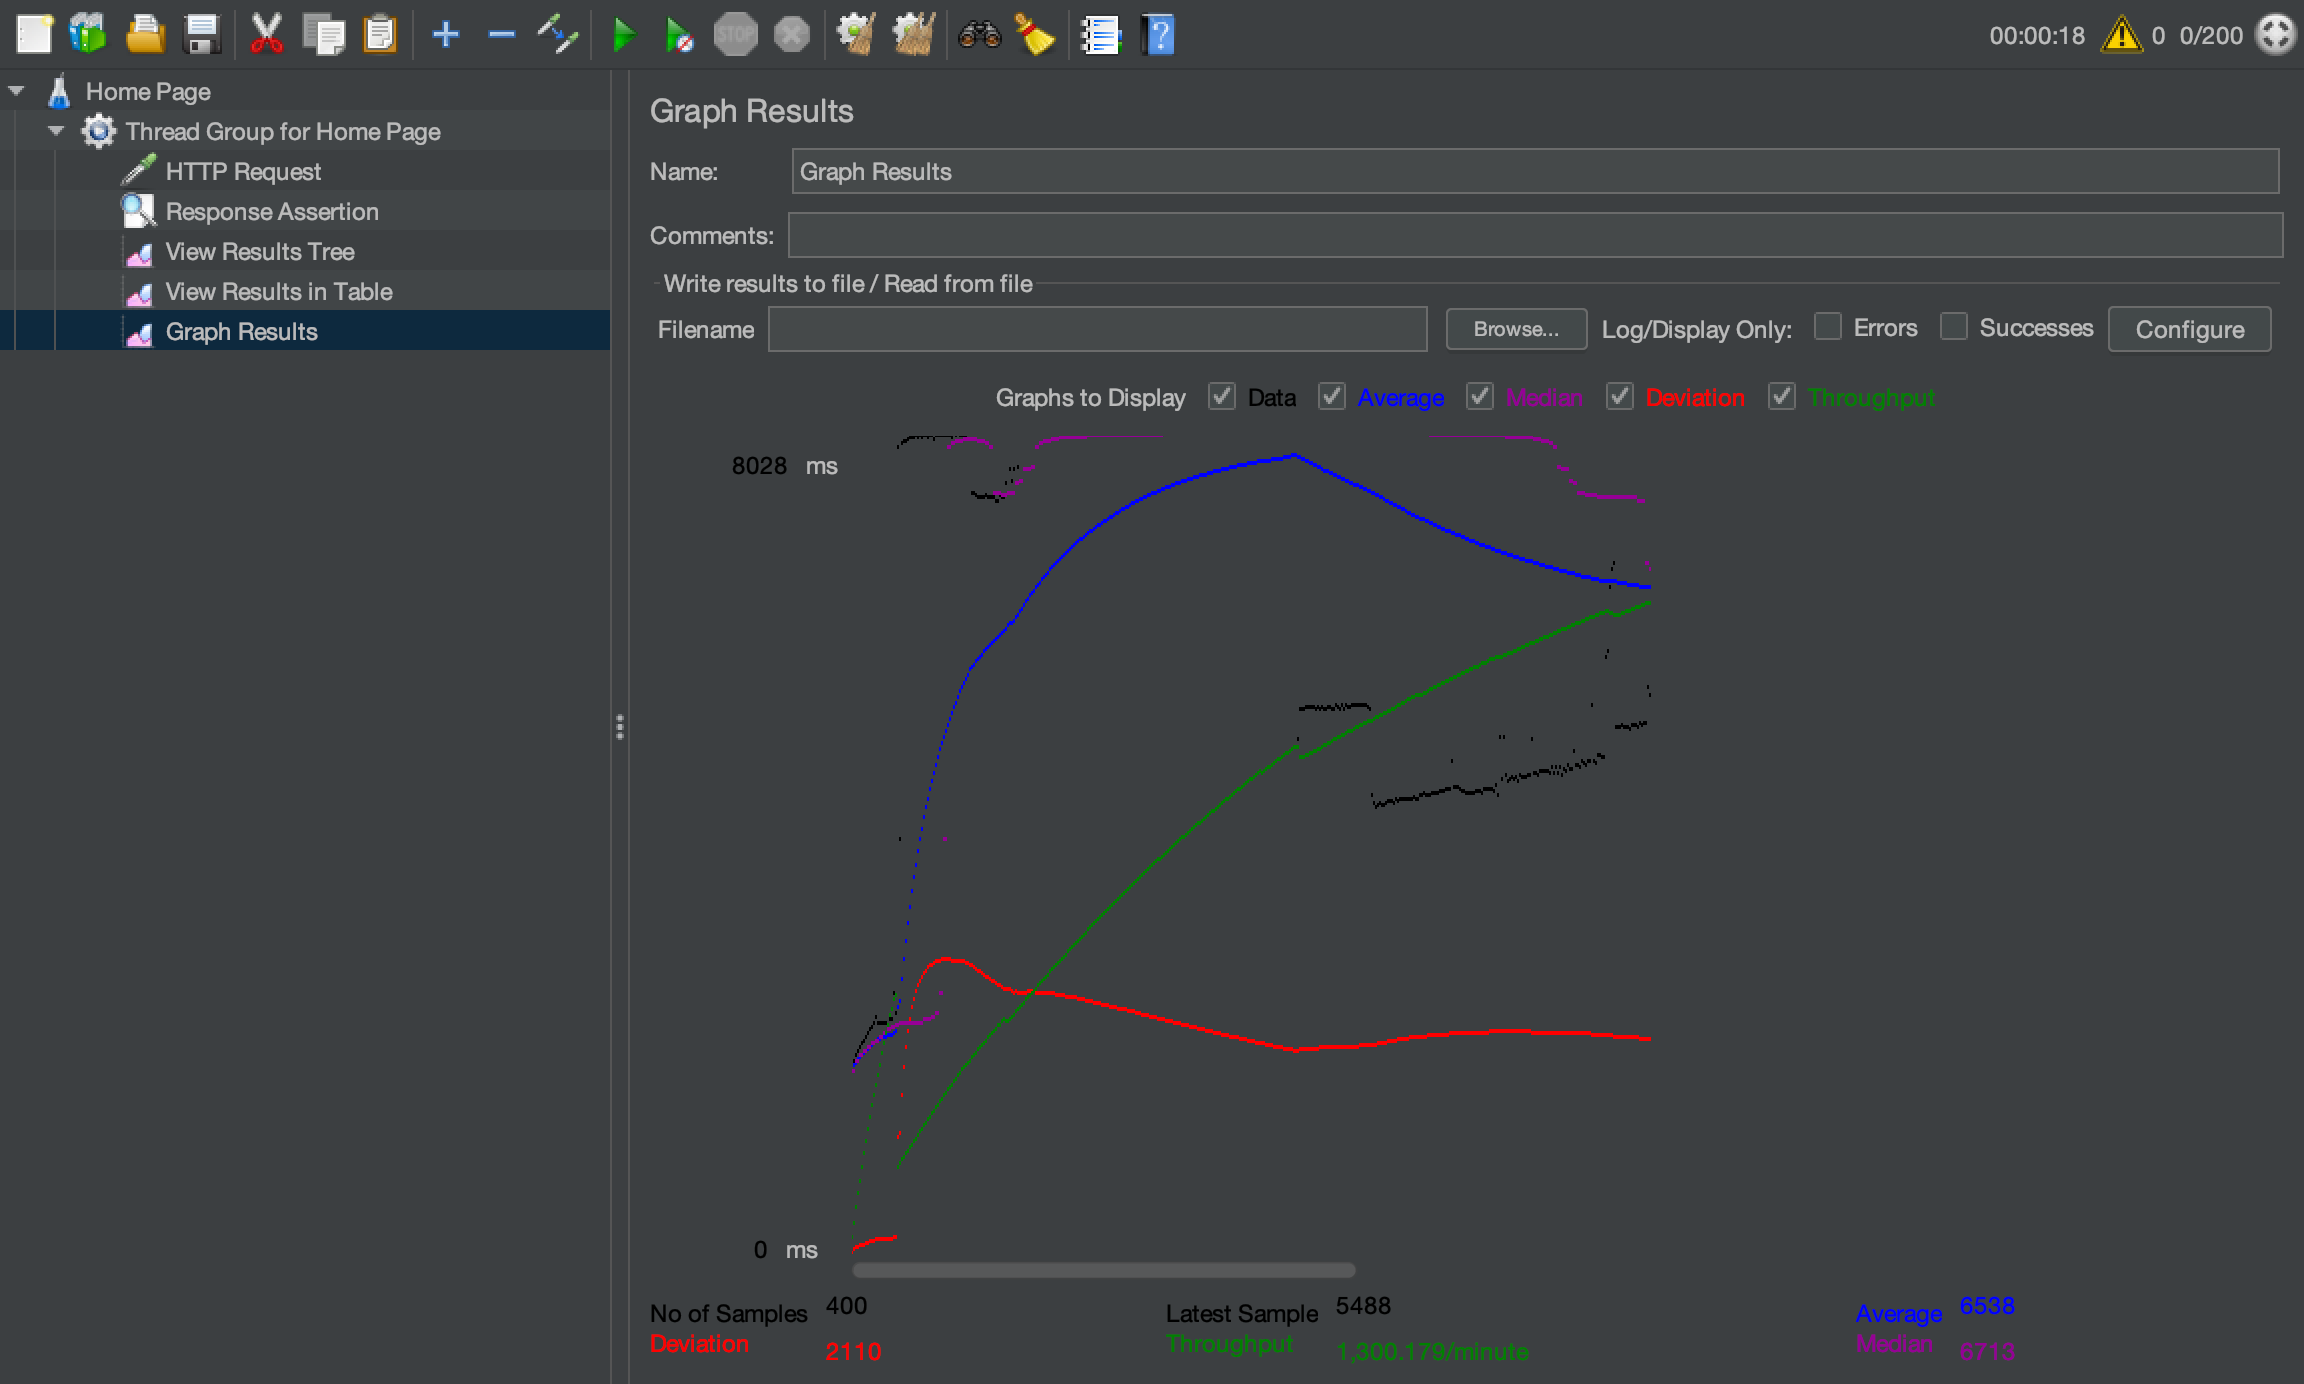 STOP
00:00:18 0 0/200
Home Page
Thread Group for Home Page
HTTP Request
Response Assertion
View Results Tree
View Results in Table
Graph Results
Graph Results
Name: Graph Results
Comments:
Write results to file / Read from file
Filename Browse... Log/Display Only: Errors Successes Configure
Graphs to Display Data Average Median Deviation Throughput
8028 ms
0 ms
No of Samples 400 Latest Sample 5488 Average 6538
Deviation 2110 Throughput 1,300.179/minute Median